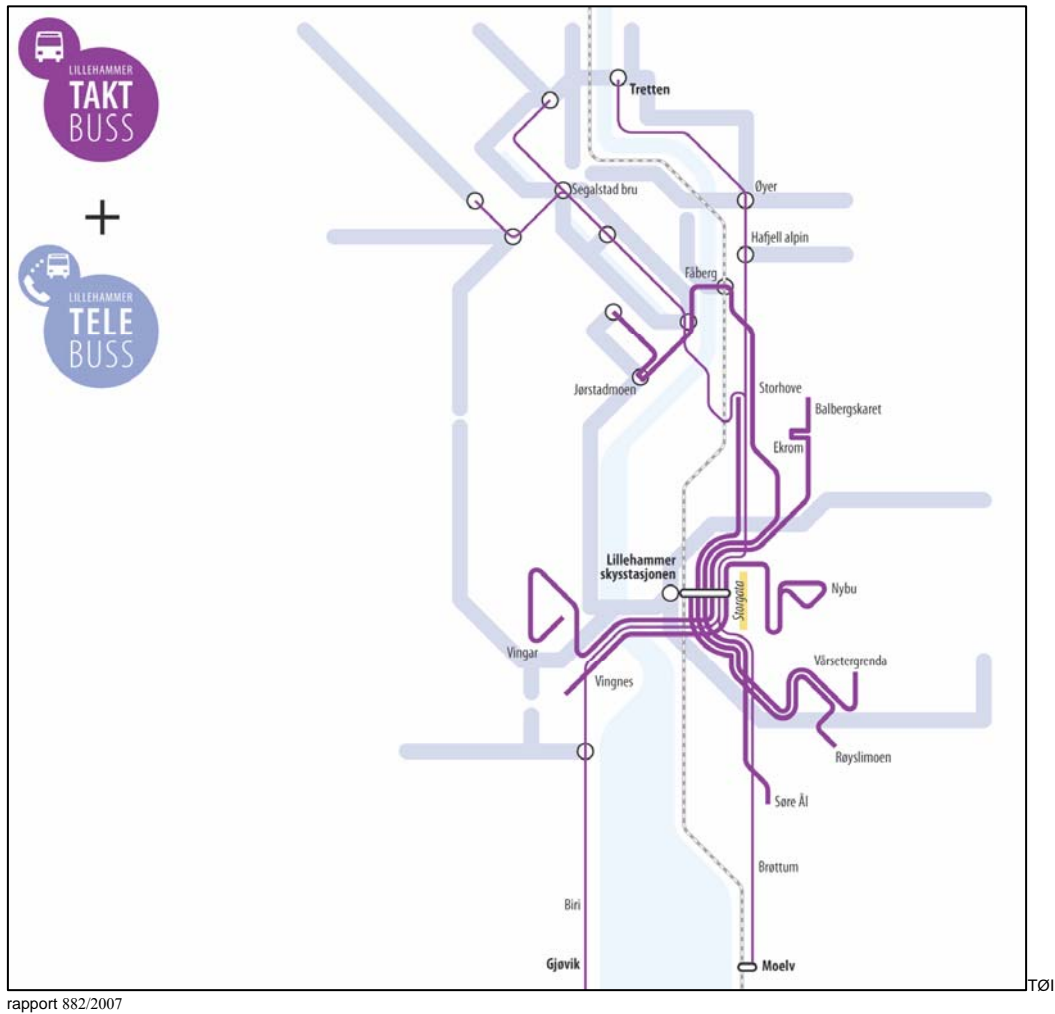 LILLEHAMMER
TAKT
BUSS
+
LILLEHAMMER
TELE
BUSS
Tretten
Segalstad bru
Øyer
Hafjell alpin
Fåberg
Jørstadmoen
Storhove
Balbergskaret
Ekrom
Lillehammer
skysstasjonen
Storgata
Nybu
Vingar
Vingnes
Vårsetergrenda
Røyslimoen
Søre Ål
Brøttum
Biri
Gjøvik
Moelv
TØI
rapport 882/2007